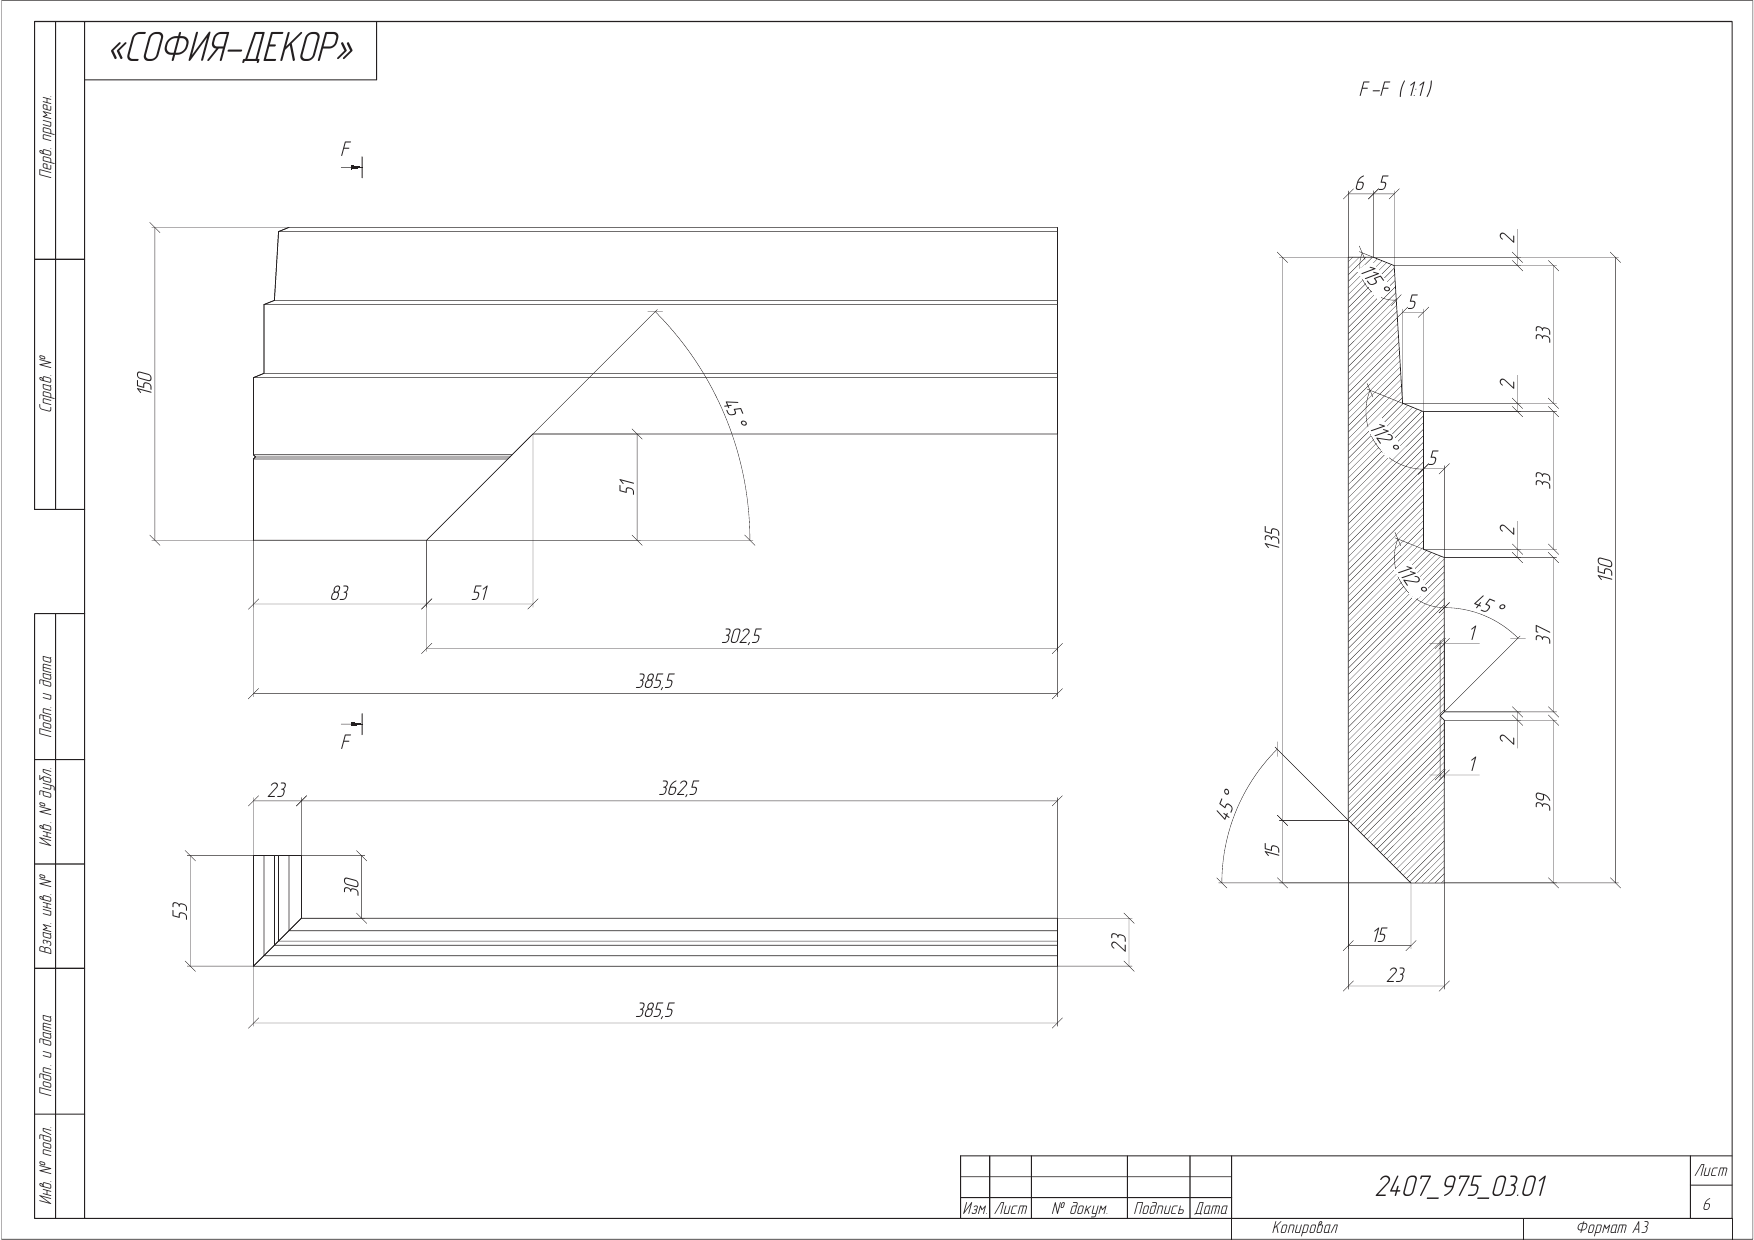 «СОФИЯ-ДЕКОР»
Перв. примен.
Справ. №
Подп. и дата
Инв. № дубл.
Взам. инв. №
Подп. и дата
Инв. № подл.
F
150
45°
51
83
51
302,5
385,5
F
23
362,5
53
30
23
385,5
F-F (1:1)
6
5
2
115°
5
33
2
112°
5
33
135
2
150
112°
45°
1
37
2
1
45°
39
15
15
23
Изм.
Лист
№ докум.
Подпись
Дата
2407_975_03.01
Лист
6
Копировал
Формат А3